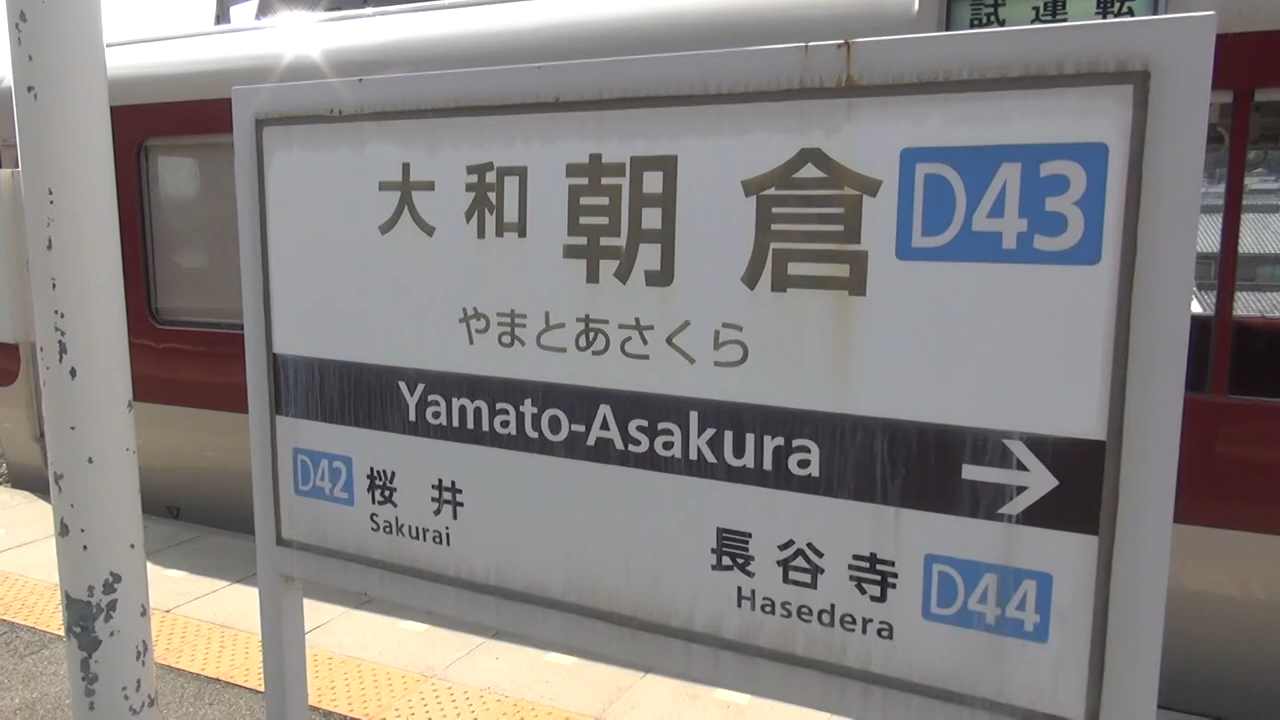 試運転
大和朝倉 D43
やまとあさくら
Yamato-Asakura →
D42 桜井
Sakurai
長谷寺 D44
Hasedera